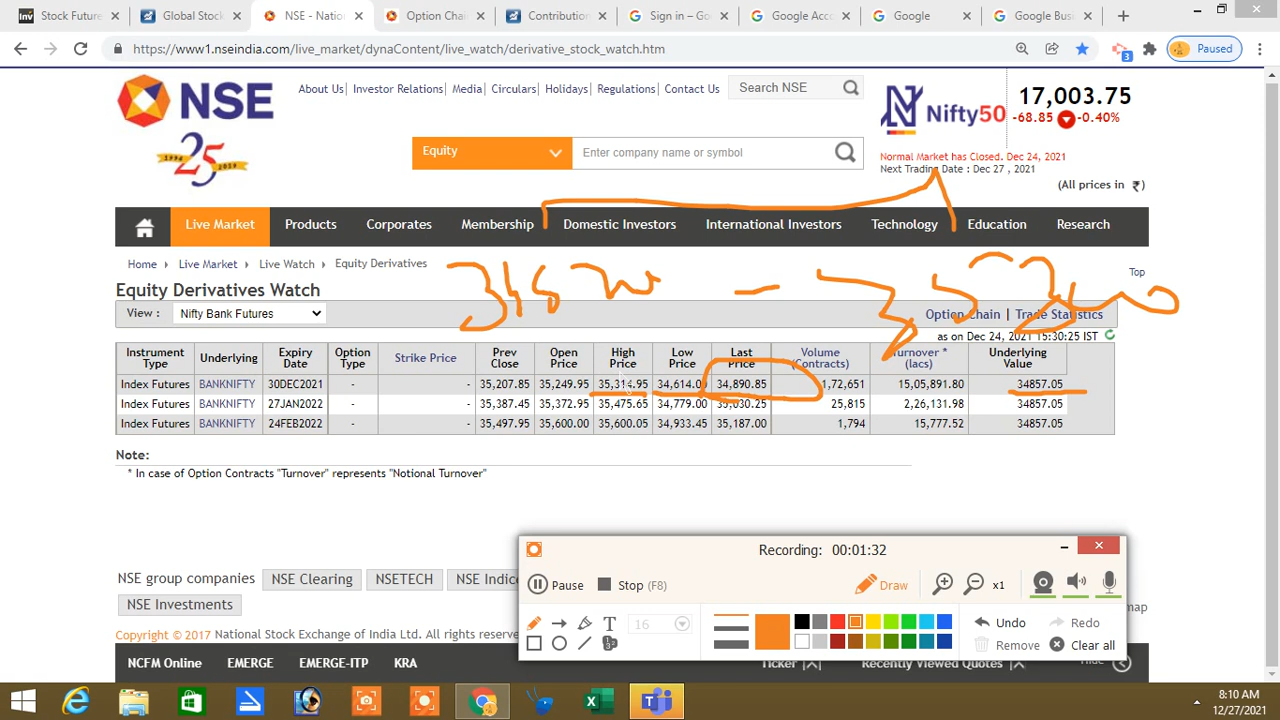 Stock Future
Global Stock
NSE - Natio
Option Chai
Contribution
Sign in – Goo
Google Acco
Google
Google Busi
https://www1.nseindia.com/live_market/dynaContent/live_watch/derivative_stock_watch.htm
3
Paused
NSE
25
About Us| Investor Relations| Media| Circulars| Holidays| Regulations| Contact Us
Search NSE
Equity
Enter company name or symbol
Nifty50
17,003.75
-68.85 -0.40%
Normal Market has Closed. Dec 24, 2021
Next Trading Date : Dec 27 , 2021
(All prices in ₹)
Live Market Products Corporates Membership Domestic Investors International Investors Technology Education Research
Home | Live Market | Live Watch | Equity Derivatives
Top
Equity Derivatives Watch
View : Nifty Bank Futures
Option Chain | Trade Statistics
as on Dec 24, 2021 15:30:25 IST
Instrument Type Underlying Expiry Date Option Type Strike Price Prev Close Open Price High Price Low Price Last Price Volume (Contracts) Turnover * (lacs) Underlying Value
Index Futures BANKNIFTY 30DEC2021 - - 35,207.85 35,249.95 35,314.95 34,614.00 34,890.85 1,72,651 15,05,891.80 34857.05
Index Futures BANKNIFTY 27JAN2022 - - 35,387.45 35,372.95 35,475.65 34,779.00 35,030.25 25,815 2,26,131.98 34857.05
Index Futures BANKNIFTY 24FEB2022 - - 35,497.95 35,600.00 35,600.05 34,933.45 35,187.00 1,794 15,777.52 34857.05
Note:
* In case of Option Contracts "Turnover" represents "Notional Turnover"
NSE group companies NSE Clearing NSETECH NSE Indice
NSE Investments
Copyright © 2017 National Stock Exchange of India Ltd. All rights reserve
NCFM Online EMERGE EMERGE-ITP KRA
Ticker | Recently Viewed Quotes | Hide
Recording: 00:01:32
Pause Stop (F8) Draw x1
T 16 Undo Redo
Remove Clear all
8:10 AM
12/27/2021